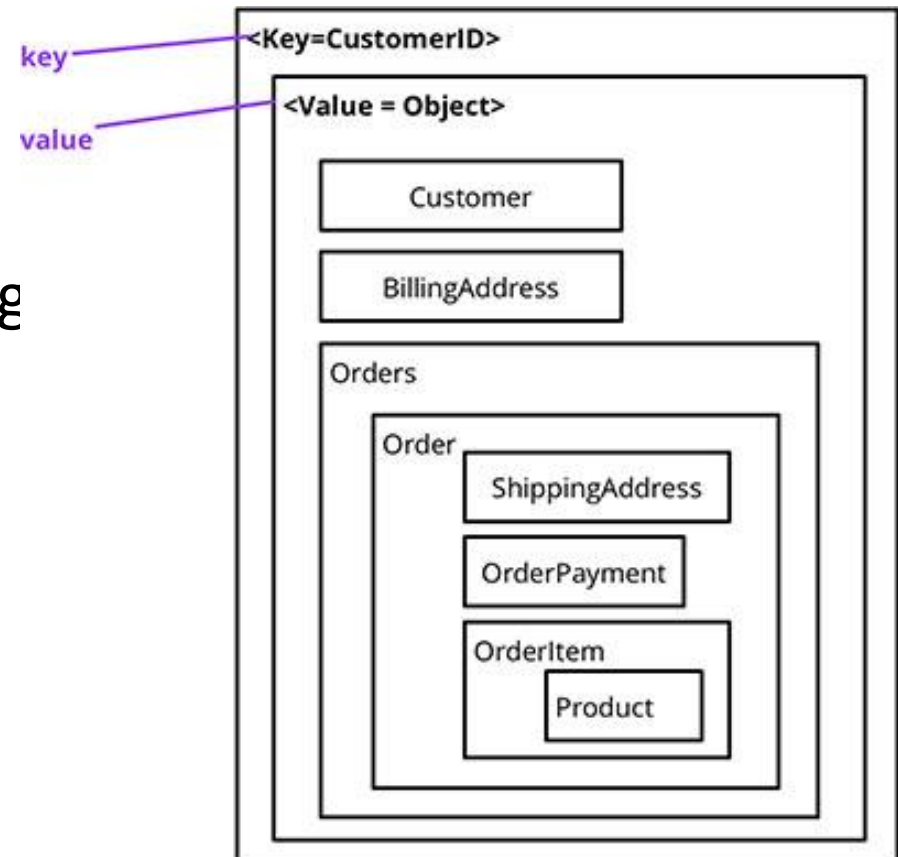 <Key=CustomerID>
key
<Value = Object>
value
Customer
g
BillingAddress
Orders
Order
ShippingAddress
OrderPayment
OrderItem
Product